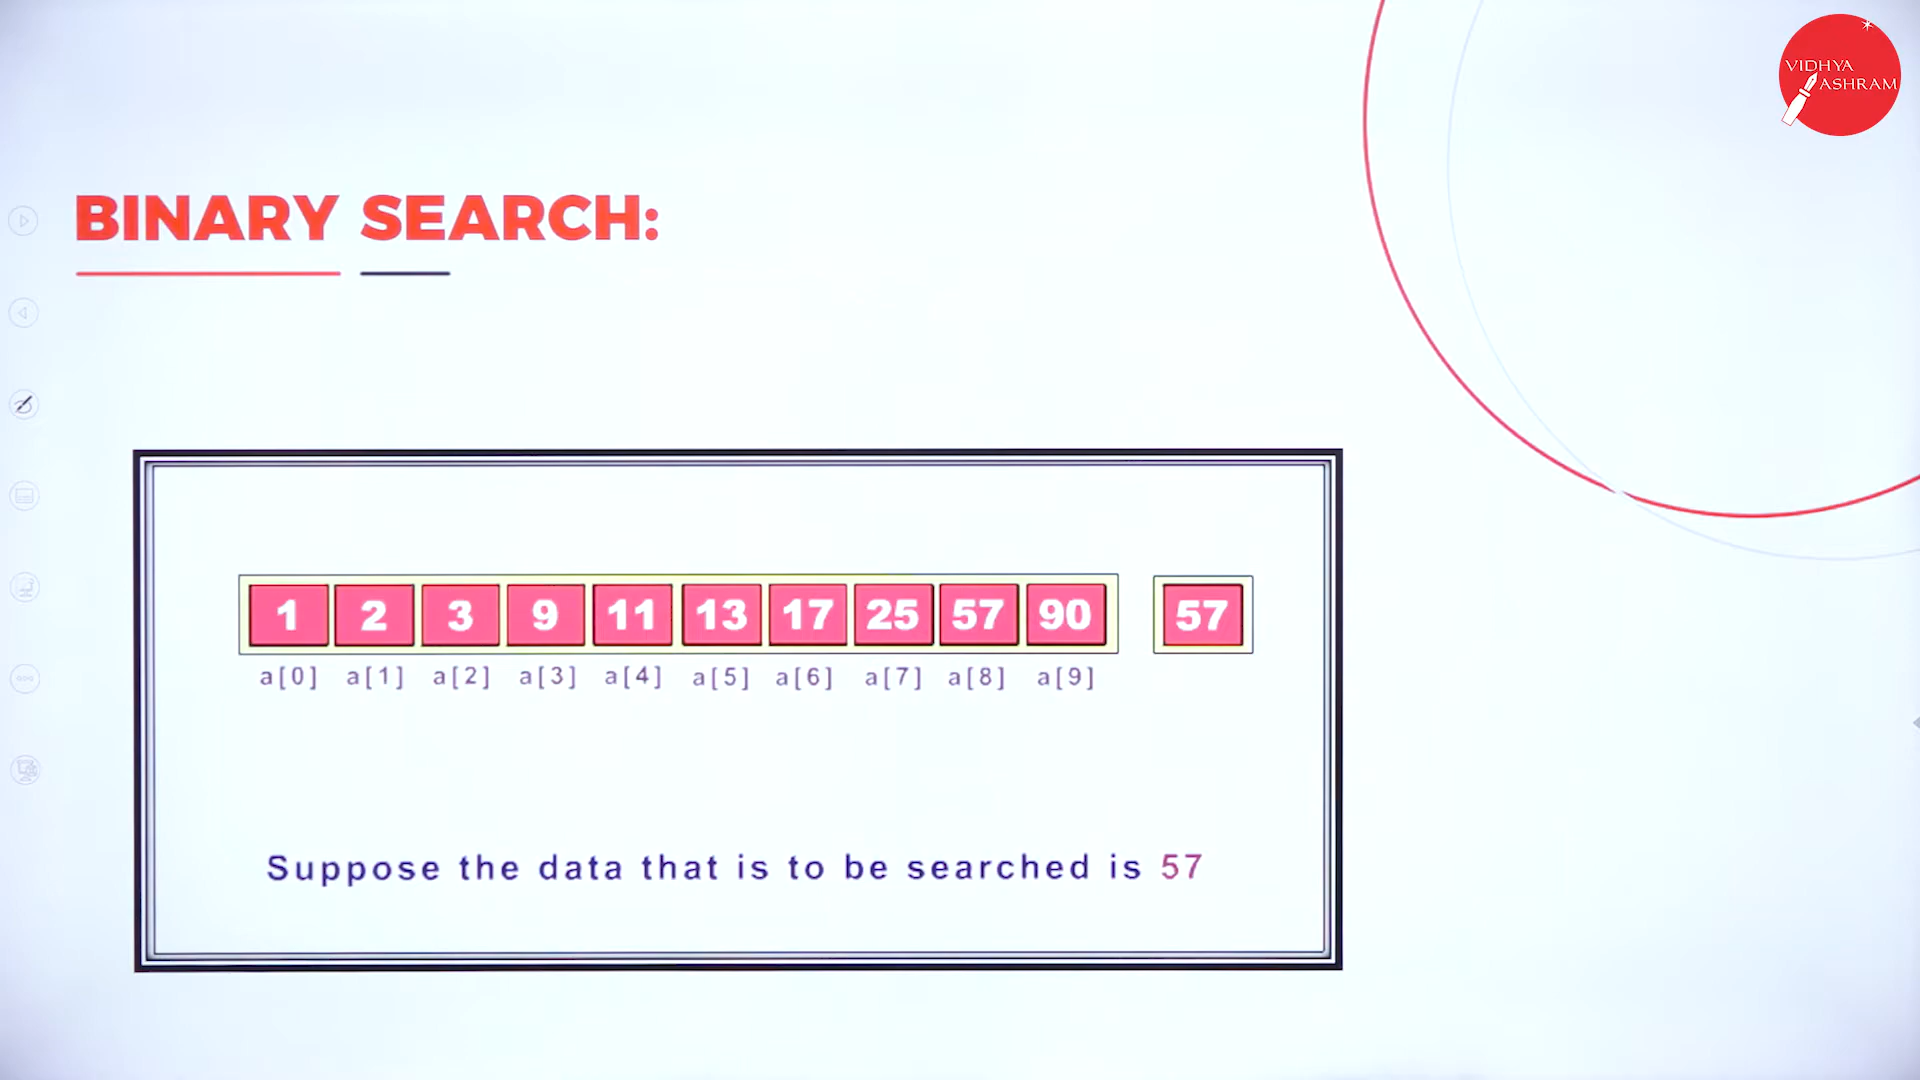 VIDHYA
ASHRAM
BINARY SEARCH:
1 2 3 9 11 13 17 25 57 90 57
a[0] a[1] a[2] a[3] a[4] a[5] a[6] a[7] a[8] a[9]
Suppose the data that is to be searched is 57